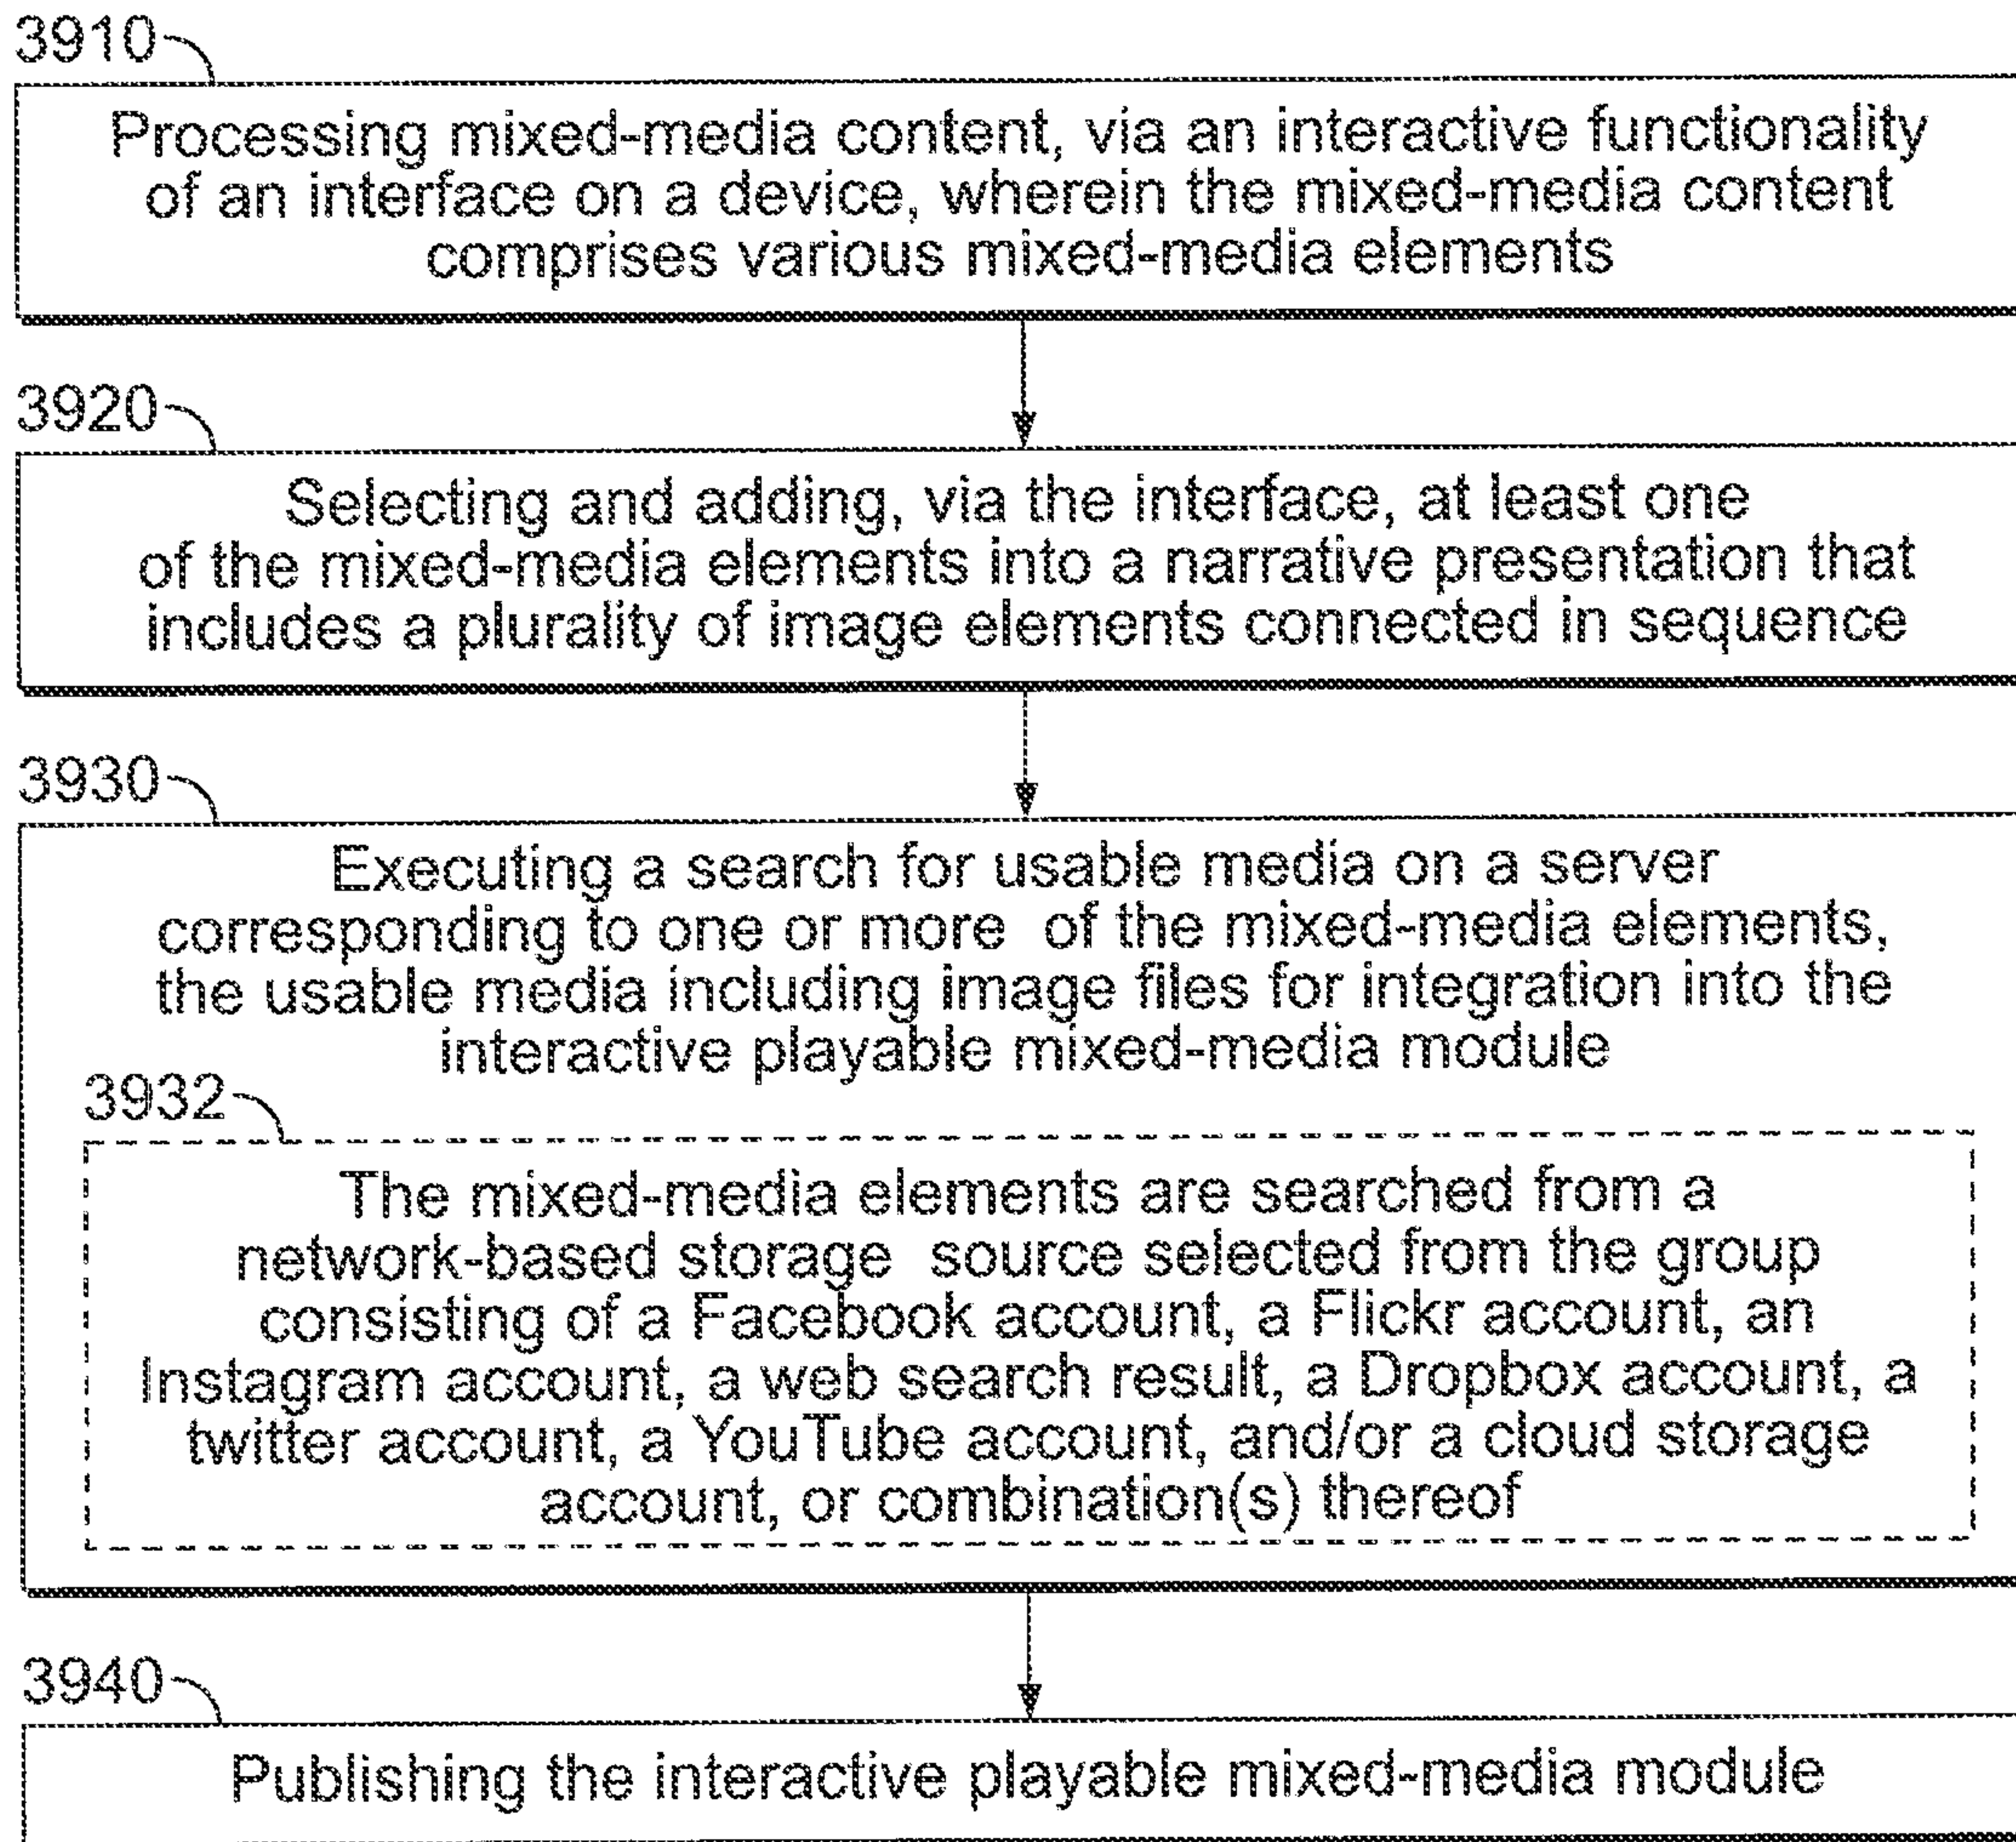 3910
Processing mixed-media content, via an interactive functionality
of an interface on a device, wherein the mixed-media content
comprises various mixed-media elements
3920
Selecting and adding, via the interface, at least one
of the mixed-media elements into a narrative presentation that
includes a plurality of image elements connected in sequence
3930
Executing a search for usable media on a server
corresponding to one or more of the mixed-media elements,
the usable media including image files for integration into the
interactive playable mixed-media module
3932
The mixed-media elements are searched from a
network-based storage source selected from the group
consisting of a Facebook account, a Flickr account, an
Instagram account, a web search result, a Dropbox account, a
twitter account, a YouTube account, and/or a cloud storage
account, or combination(s) thereof
3940
Publishing the interactive playable mixed-media module